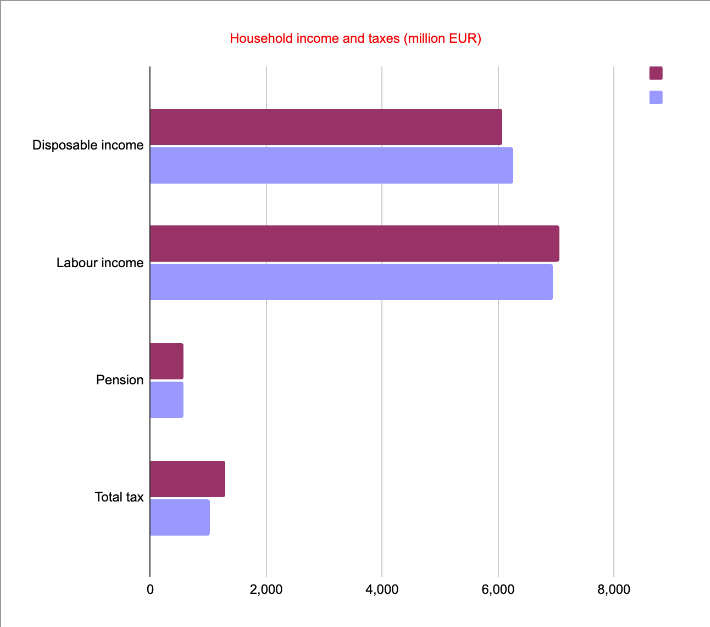 Household income and taxes (million EUR)
Disposable income
Labour income
Pension
Total tax
0 2,000 4,000 6,000 8,000